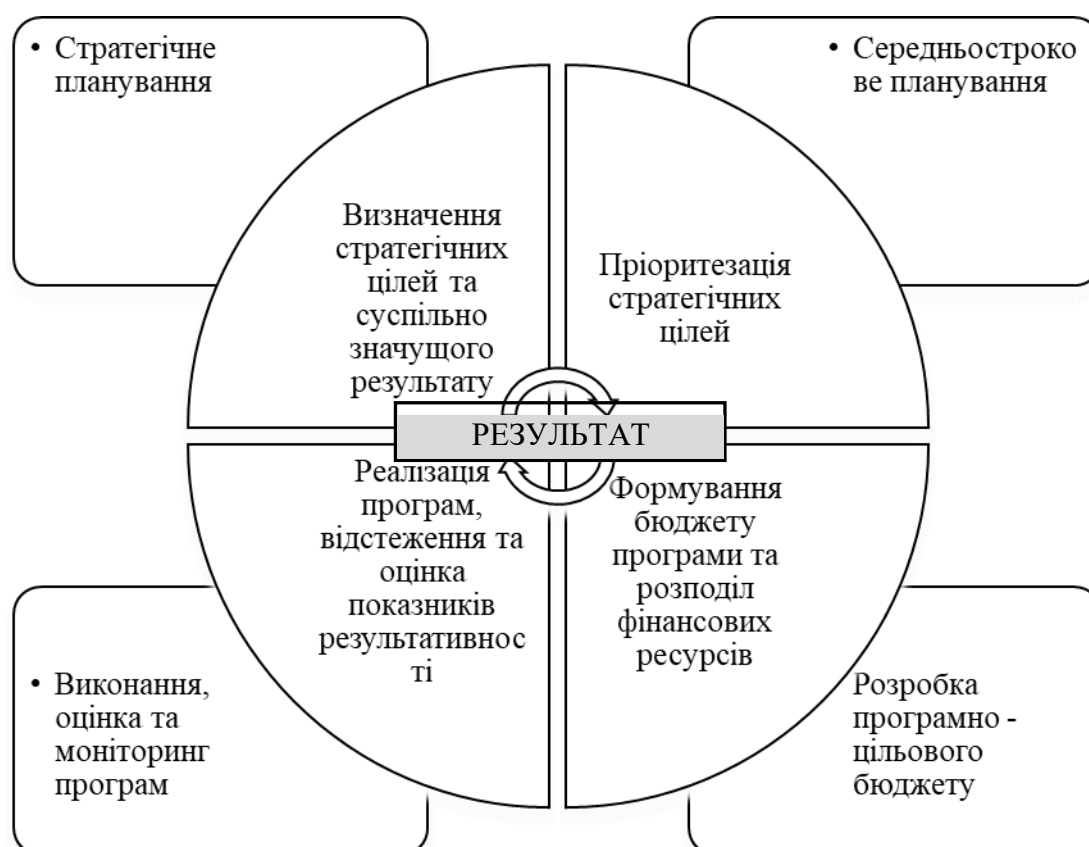 • Стратегічне
планування
• Середньостроко
ве планування
Визначення
стратегічних
цілей та
суспільно
значущого
результату
Пріоритезація
стратегічних
цілей
РЕЗУЛЬТАТ
Реалізація
програм,
відстеження та
оцінка
показників
результативнос
ті
Формування
бюджету
програми та
розподіл
фінансових
ресурсів
• Виконання,
оцінка та
моніторинг
програм
Розробка
програмно -
цільового
бюджету